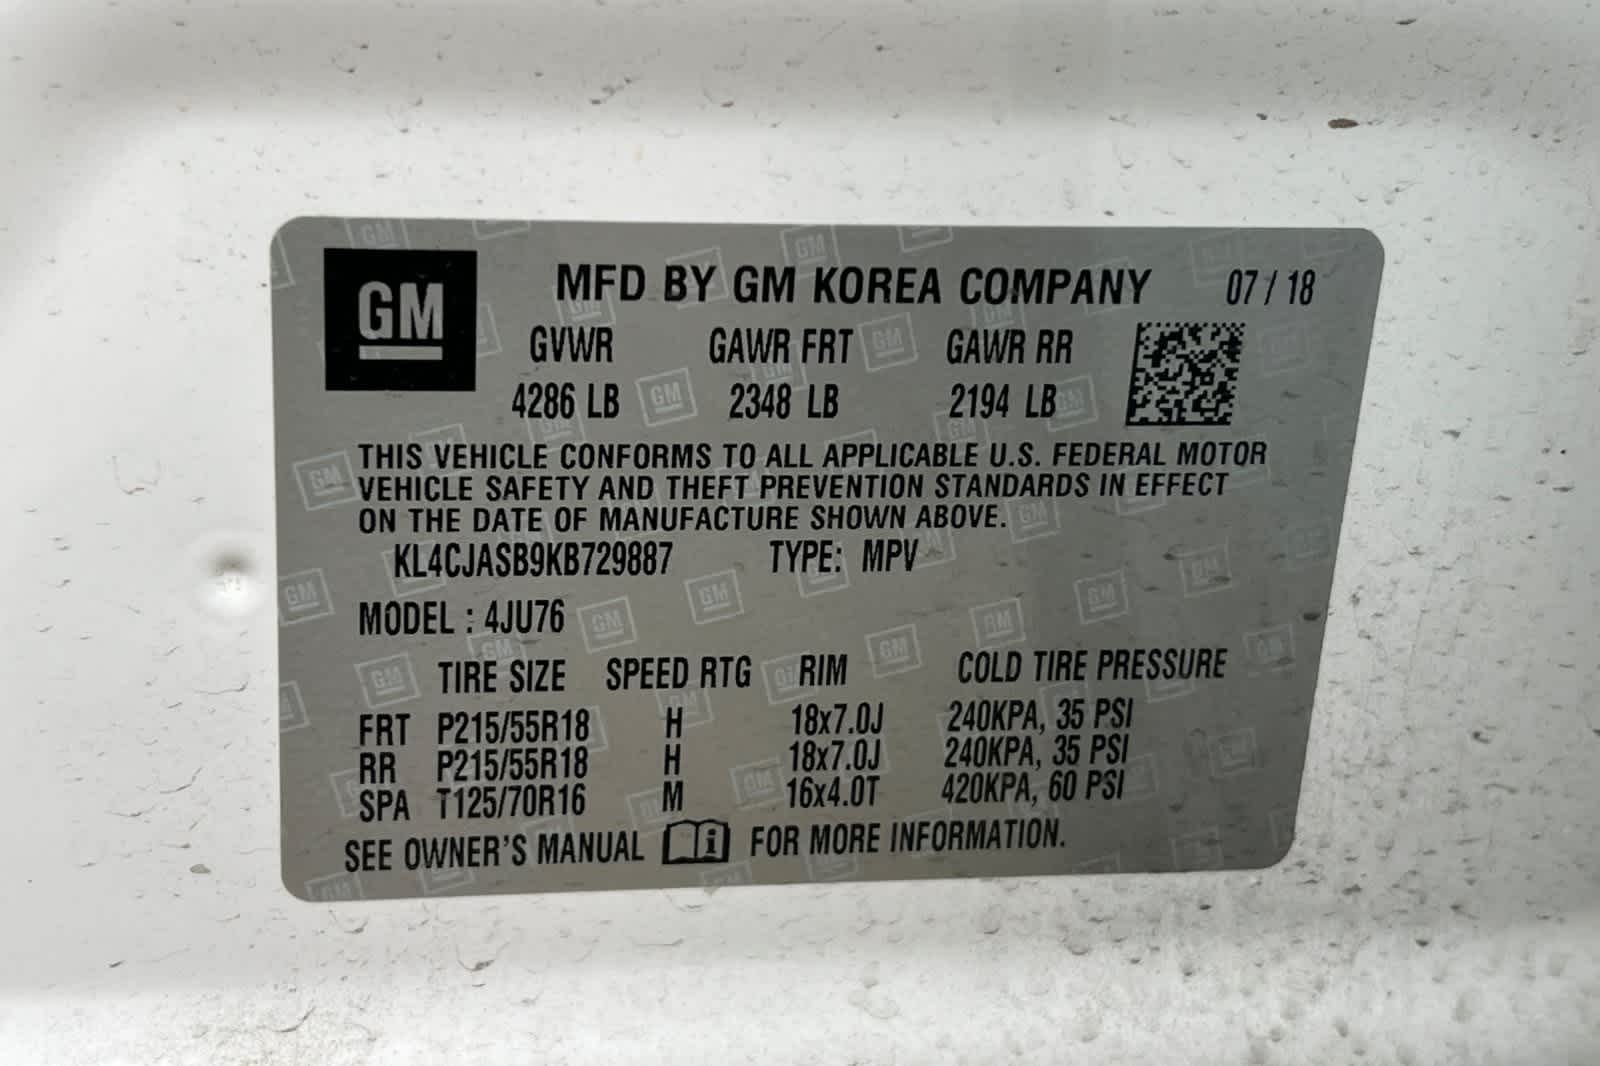 GM
MFD BY GM KOREA COMPANY 07 / 18
GVWR GAWR FRT GAWR RR
4286 LB 2348 LB 2194 LB
THIS VEHICLE CONFORMS TO ALL APPLICABLE U.S. FEDERAL MOTOR
VEHICLE SAFETY AND THEFT PREVENTION STANDARDS IN EFFECT
ON THE DATE OF MANUFACTURE SHOWN ABOVE.
KL4CJASB9KB729887 TYPE: MPV
MODEL : 4JU76
TIRE SIZE SPEED RTG RIM COLD TIRE PRESSURE
FRT P215/55R18 H 18x7.0J 240KPA, 35 PSI
RR P215/55R18 H 18x7.0J 240KPA, 35 PSI
SPA T125/70R16 M 16x4.0T 420KPA, 60 PSI
SEE OWNER'S MANUAL i FOR MORE INFORMATION.